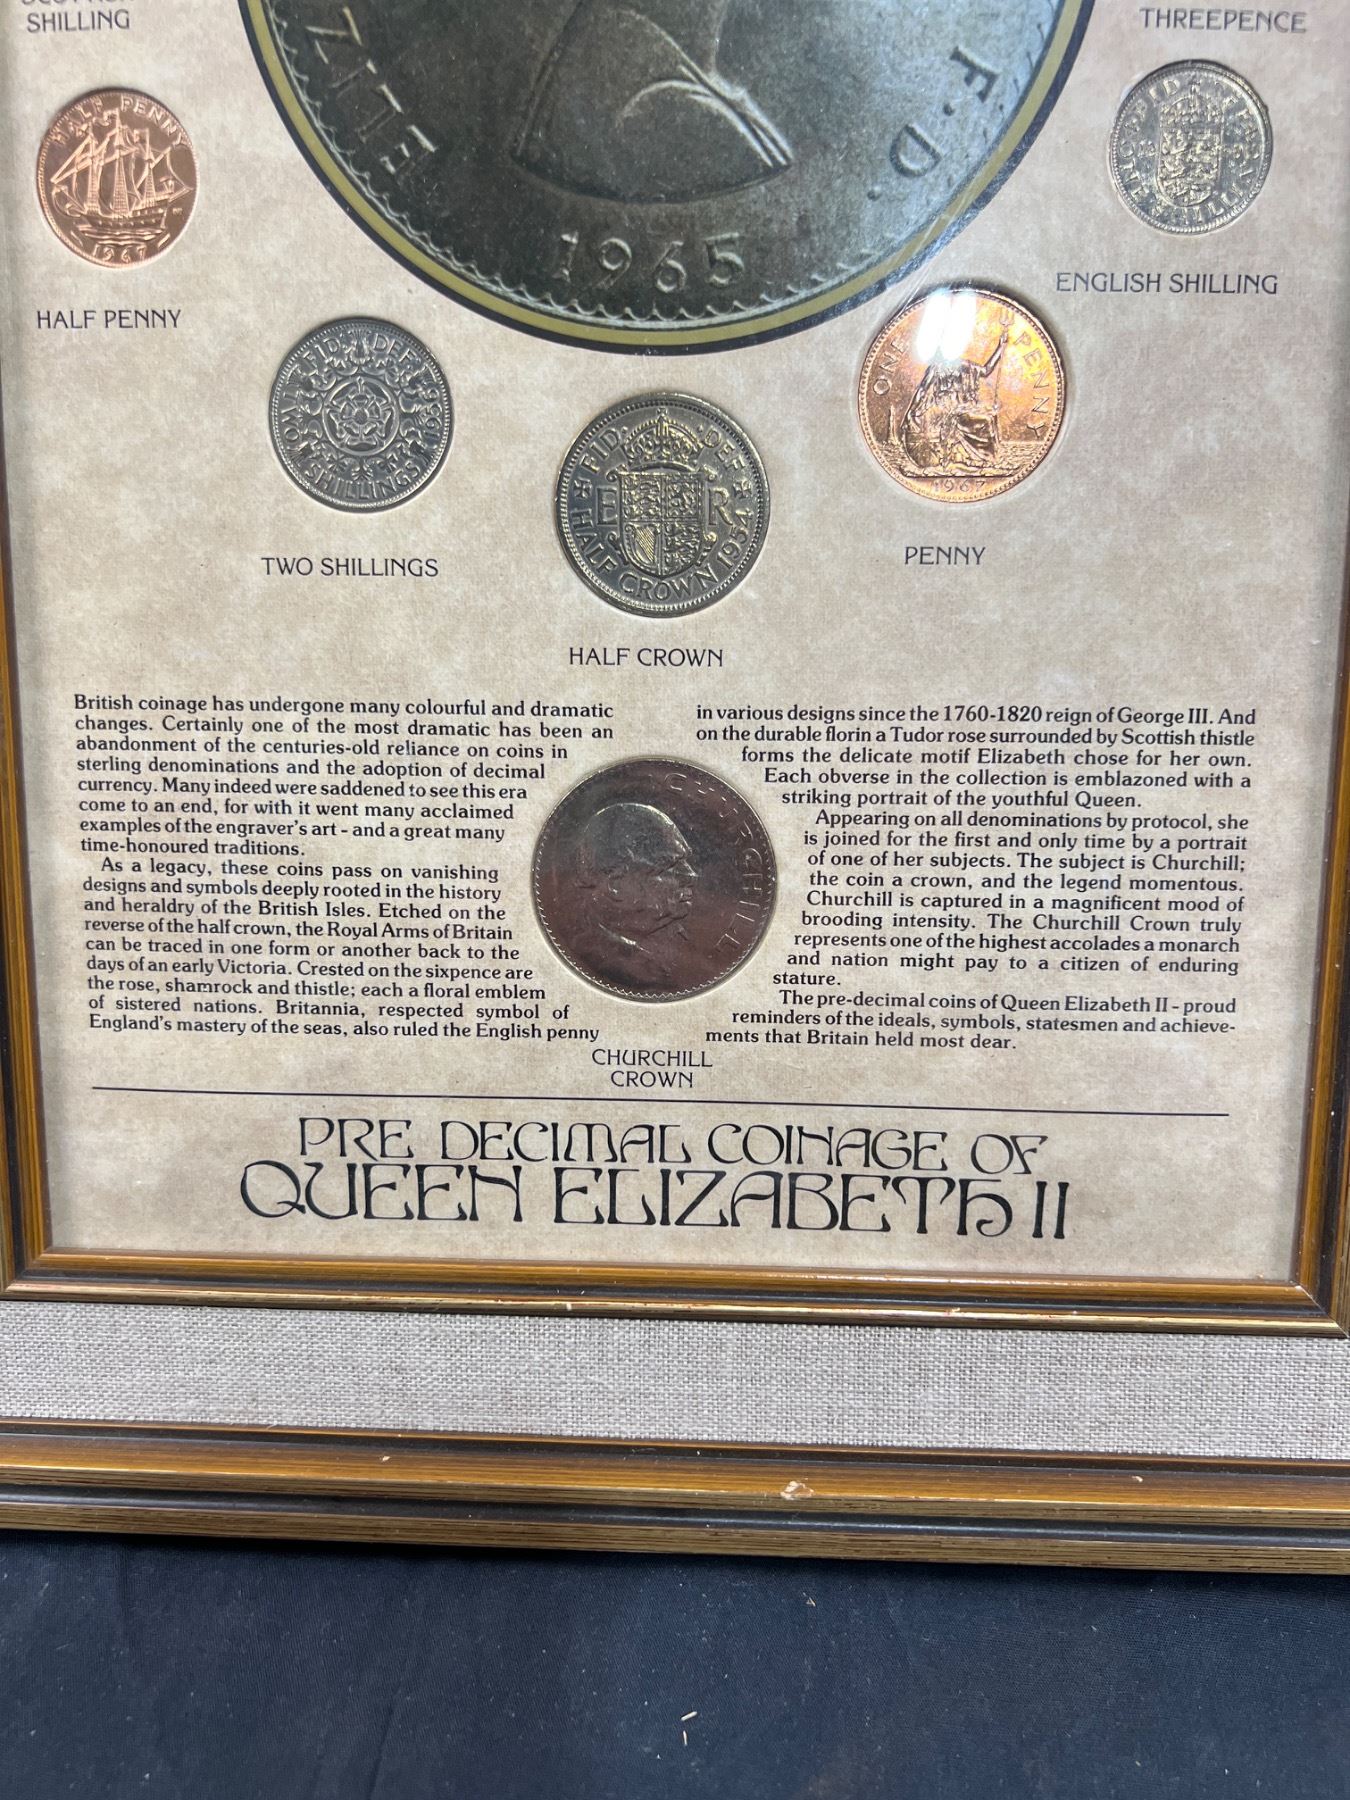 SHILLING
THREEPENCE
ELIZ
F. D.
1965
HALF PENNY
1967
HALF PENNY
ENGLISH SHILLING
FID DEF
TWO SHILLINGS
TWO SHILLINGS
FID. DEF
E R
HALF CROWN 1954
HALF CROWN
ONE PENNY
1967
PENNY
British coinage has undergone many colourful and dramatic
changes. Certainly one of the most dramatic has been an
abandonment of the centuries-old reliance on coins in
sterling denominations and the adoption of decimal
currency. Many indeed were saddened to see this era
come to an end, for with it went many acclaimed
examples of the engraver's art - and a great many
time-honoured traditions.
As a legacy, these coins pass on vanishing
designs and symbols deeply rooted in the history
and heraldry of the British Isles. Etched on the
reverse of the half crown, the Royal Arms of Britain
can be traced in one form or another back to the
days of an early Victoria. Crested on the sixpence are
the rose, shamrock and thistle; each a floral emblem
of sistered nations. Britannia, respected symbol of
England's mastery of the seas, also ruled the English penny
in various designs since the 1760-1820 reign of George III. And
on the durable florin a Tudor rose surrounded by Scottish thistle
forms the delicate motif Elizabeth chose for her own.
Each obverse in the collection is emblazoned with a
striking portrait of the youthful Queen.
Appearing on all denominations by protocol, she
is joined for the first and only time by a portrait
of one of her subjects. The subject is Churchill;
the coin a crown, and the legend momentous.
Churchill is captured in a magnificent mood of
brooding intensity. The Churchill Crown truly
represents one of the highest accolades a monarch
and nation might pay to a citizen of enduring
stature.
The pre-decimal coins of Queen Elizabeth II - proud
reminders of the ideals, symbols, statesmen and achieve-
ments that Britain held most dear.
CHURCHILL
CHURCHILL
CROWN
PRE DECIMAL COINAGE OF
QUEEN ELIZABETH II